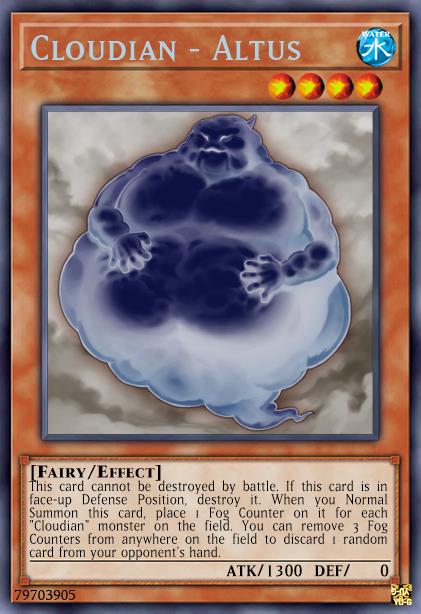 Cloudian - Altus
WATER
水
[Fairy/Effect]
This card cannot be destroyed by battle. If this card is in
face-up Defense Position, destroy it. When you Normal
Summon this card, place 1 Fog Counter on it for each
"Cloudian" monster on the field. You can remove 3 Fog
Counters from anywhere on the field to discard 1 random
card from your opponent's hand.
ATK/1300 DEF/ 0
79703905